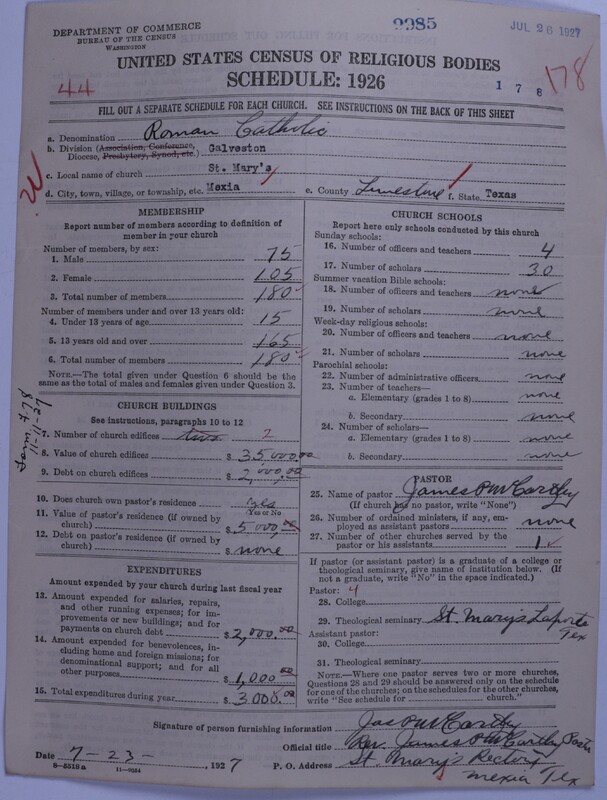 DEPARTMENT OF COMMERCE
BUREAU OF THE CENSUS
WASHINGTON
9985
JUL 26 1927
UNITED STATES CENSUS OF RELIGIOUS BODIES
SCHEDULE: 1926
44
1 7 8
178
FILL OUT A SEPARATE SCHEDULE FOR EACH CHURCH. SEE INSTRUCTIONS ON THE BACK OF THIS SHEET
a. Denomination Roman Catholic
b. Division (Association, Conference, Diocese, Presbytery, Synod, etc.) Galveston
c. Local name of church St. Mary's
d. City, town, village, or township, etc. Mexia e. County Limestone f. State Texas
MEMBERSHIP
Report number of members according to definition of member in your church
Number of members, by sex:
1. Male 75
2. Female 105
3. Total number of members 180
Number of members under and over 13 years old:
4. Under 13 years of age 15
5. 13 years old and over 165
6. Total number of members 180
NOTE.—The total given under Question 6 should be the same as the total of males and females given under Question 3.
Form 478
11-11-27
CHURCH BUILDINGS
See instructions, paragraphs 10 to 12
7. Number of church edifices two 2
8. Value of church edifices $ 35,000.00
9. Debt on church edifices $ 2,000,00
10. Does church own pastor's residence yes
Yes or No
11. Value of pastor's residence (if owned by church) $ 5000,00
12. Debt on pastor's residence (if owned by church) $ none
EXPENDITURES
Amount expended by your church during last fiscal year
13. Amount expended for salaries, repairs, and other running expenses; for improvements or new buildings; and for payments on church debt $ 2,000.00
14. Amount expended for benevolences, including home and foreign missions; for denominational support; and for all other purposes $ 1,000 00
15. Total expenditures during year $ 3000.00
CHURCH SCHOOLS
Report here only schools conducted by this church
Sunday schools:
16. Number of officers and teachers 4
17. Number of scholars 30
Summer vacation Bible schools:
18. Number of officers and teachers none
19. Number of scholars none
Week-day religious schools:
20. Number of officers and teachers none
21. Number of scholars none
Parochial schools:
22. Number of administrative officers none
23. Number of teachers—
a. Elementary (grades 1 to 8) none
b. Secondary none
24. Number of scholars—
a. Elementary (grades 1 to 8) none
b. Secondary none
PASTOR
25. Name of pastor James P McCarthy
(If church has no pastor, write "None")
26. Number of ordained ministers, if any, employed as assistant pastors none
27. Number of other churches served by the pastor or his assistants 1
If pastor (or assistant pastor) is a graduate of a college or theological seminary, give name of institution below. (If not a graduate, write "No" in the space indicated.)
Pastor: 4
28. College
29. Theological seminary St. Mary's Laporte Tex
Assistant pastor:
30. College
31. Theological seminary
NOTE.—Where one pastor serves two or more churches, Questions 28 and 29 should be answered only on the schedule for one of the churches; on the schedules for the other churches, write "See schedule for church."
Signature of person furnishing information Jas P McCarthy
Official title Rev. James P McCarthy Pastor
Date 7-23-, 1927 P. O. Address St. Mary's Rectory
Mexia Tex
8-5518a 11-9084